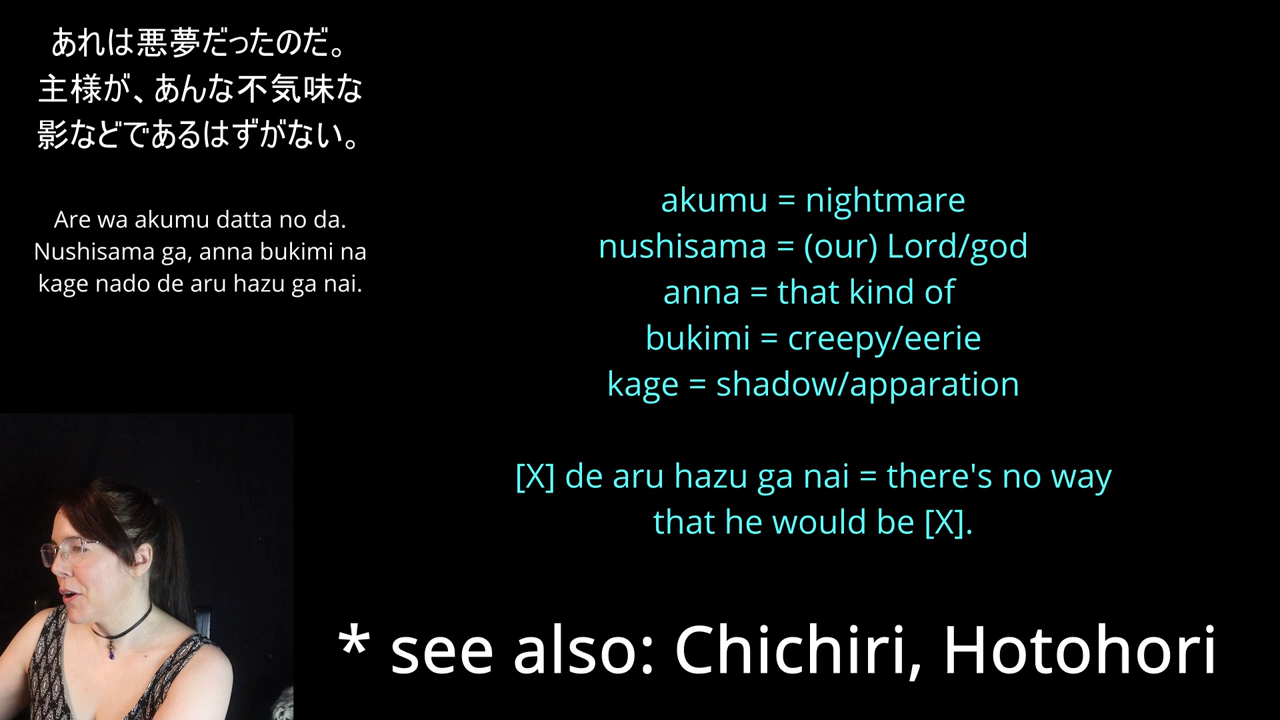 あれは悪夢だったのだ。
主様が、あんな不気味な
影などであるはずがない。
Are wa akumu datta no da.
Nushisama ga, anna bukimi na
kage nado de aru hazu ga nai.
akumu = nightmare
nushisama = (our) Lord/god
anna = that kind of
bukimi = creepy/eerie
kage = shadow/apparation
[X] de aru hazu ga nai = there's no way
that he would be [X].
* see also: Chichiri, Hotohori